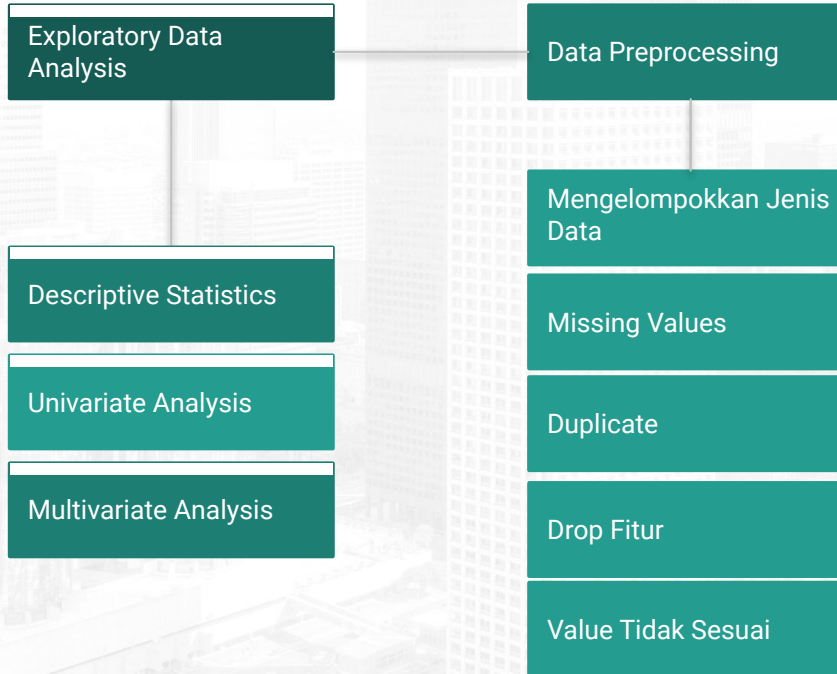 Exploratory Data
Analysis
Data Preprocessing
Descriptive Statistics
Univariate Analysis
Multivariate Analysis
Mengelompokkan Jenis
Data
Missing Values
Duplicate
Drop Fitur
Value Tidak Sesuai